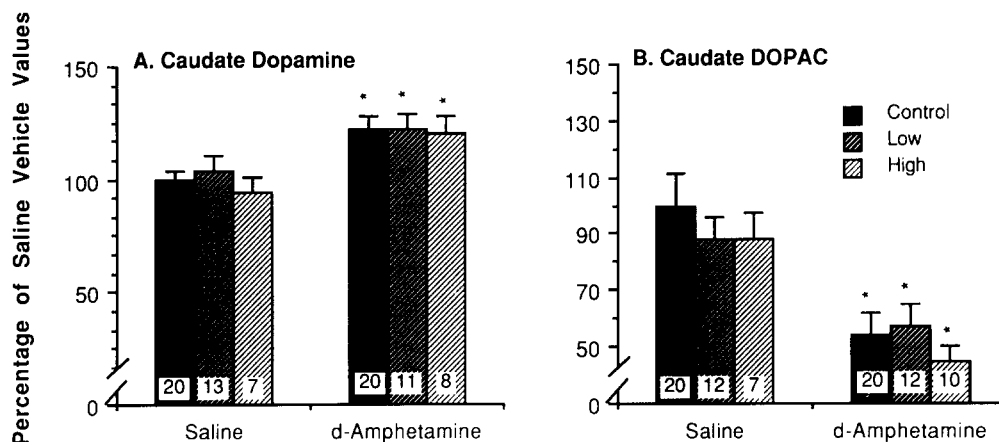 Percentage of Saline Vehicle Values
A. Caudate Dopamine
150
100
50
0
* * *
20 13 7
20 11 8
Saline
d-Amphetamine
B. Caudate DOPAC
150
130
110
90
70
50
0
Control
Low
High
* * *
20 12 7
20 12 10
Saline
d-Amphetamine